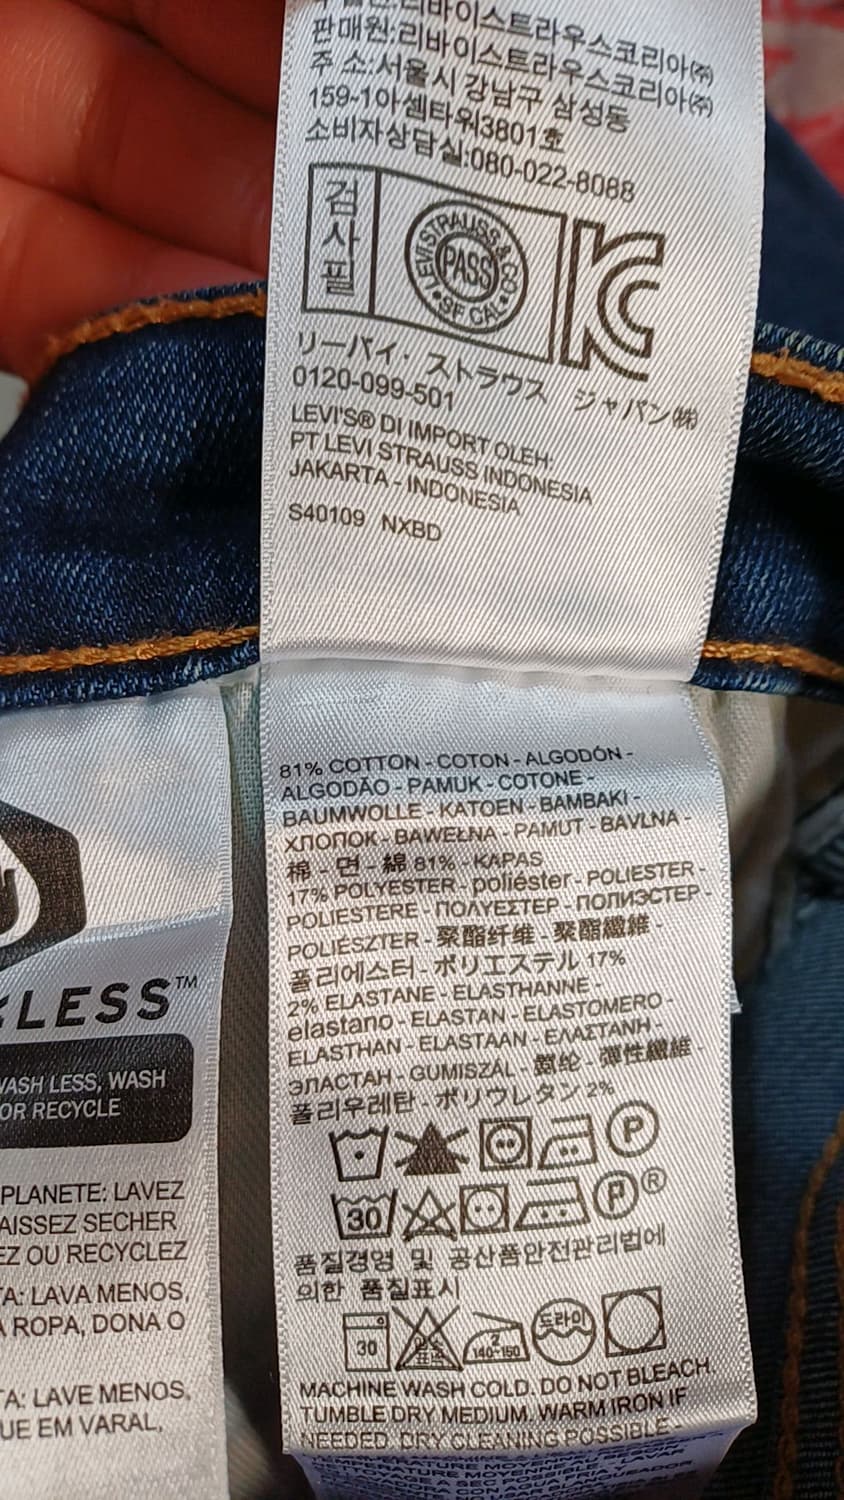 판매원:리바이스트라우스코리아㈜
주 소:서울시 강남구 삼성동
159-1아셈타워3801호
소비자상담실:080-022-8088
검사필
LEVI STRAUSS & CO
PASS
SF CAL
リーバイ・ストラウス ジャパン㈱
0120-099-501
LEVI'S® DI IMPORT OLEH:
PT LEVI STRAUSS INDONESIA
JAKARTA - INDONESIA
S40109 NXBD
81% COTTON - COTON - ALGODÓN -
ALGODÃO - PAMUK - COTONE -
BAUMWOLLE - KATOEN - BAMBAKI -
ХЛОПОК - BAWEŁNA - PAMUT - BAVLNA -
棉 - 면 - 綿 81% - KAPAS
17% POLYESTER - poliéster - POLIESTER -
POLIESTERE - ΠΟΛΥΕΣΤΕΡ - ПОЛИЭСТЕР -
POLIÉSZTER - 聚酯纤维 - 聚酯纖維 -
폴리에스터 - ポリエステル 17%
2% ELASTANE - ELASTHANNE -
elastano - ELASTAN - ELASTOMERO -
ELASTHAN - ELASTAAN - ΕΛΑΣΤΑΝΗ -
ЭЛАСТАН - GUMISZÁL - 氨纶 - 彈性纖維 -
폴리우레탄 - ポリウレタン 2%
P
30 P ®
품질경영 및 공산품안전관리법에
의한 품질표시
30 염소표백 2 140~150 드라이
MACHINE WASH COLD. DO NOT BLEACH.
TUMBLE DRY MEDIUM. WARM IRON IF
NEEDED. DRY CLEANING POSSIBLE -
LESS™
WASH LESS, WASH
OR RECYCLE
PLANETE: LAVEZ
AISSEZ SECHER
EZ OU RECYCLEZ
TA: LAVA MENOS,
A ROPA, DONA O
TA: LAVE MENOS,
UE EM VARAL,